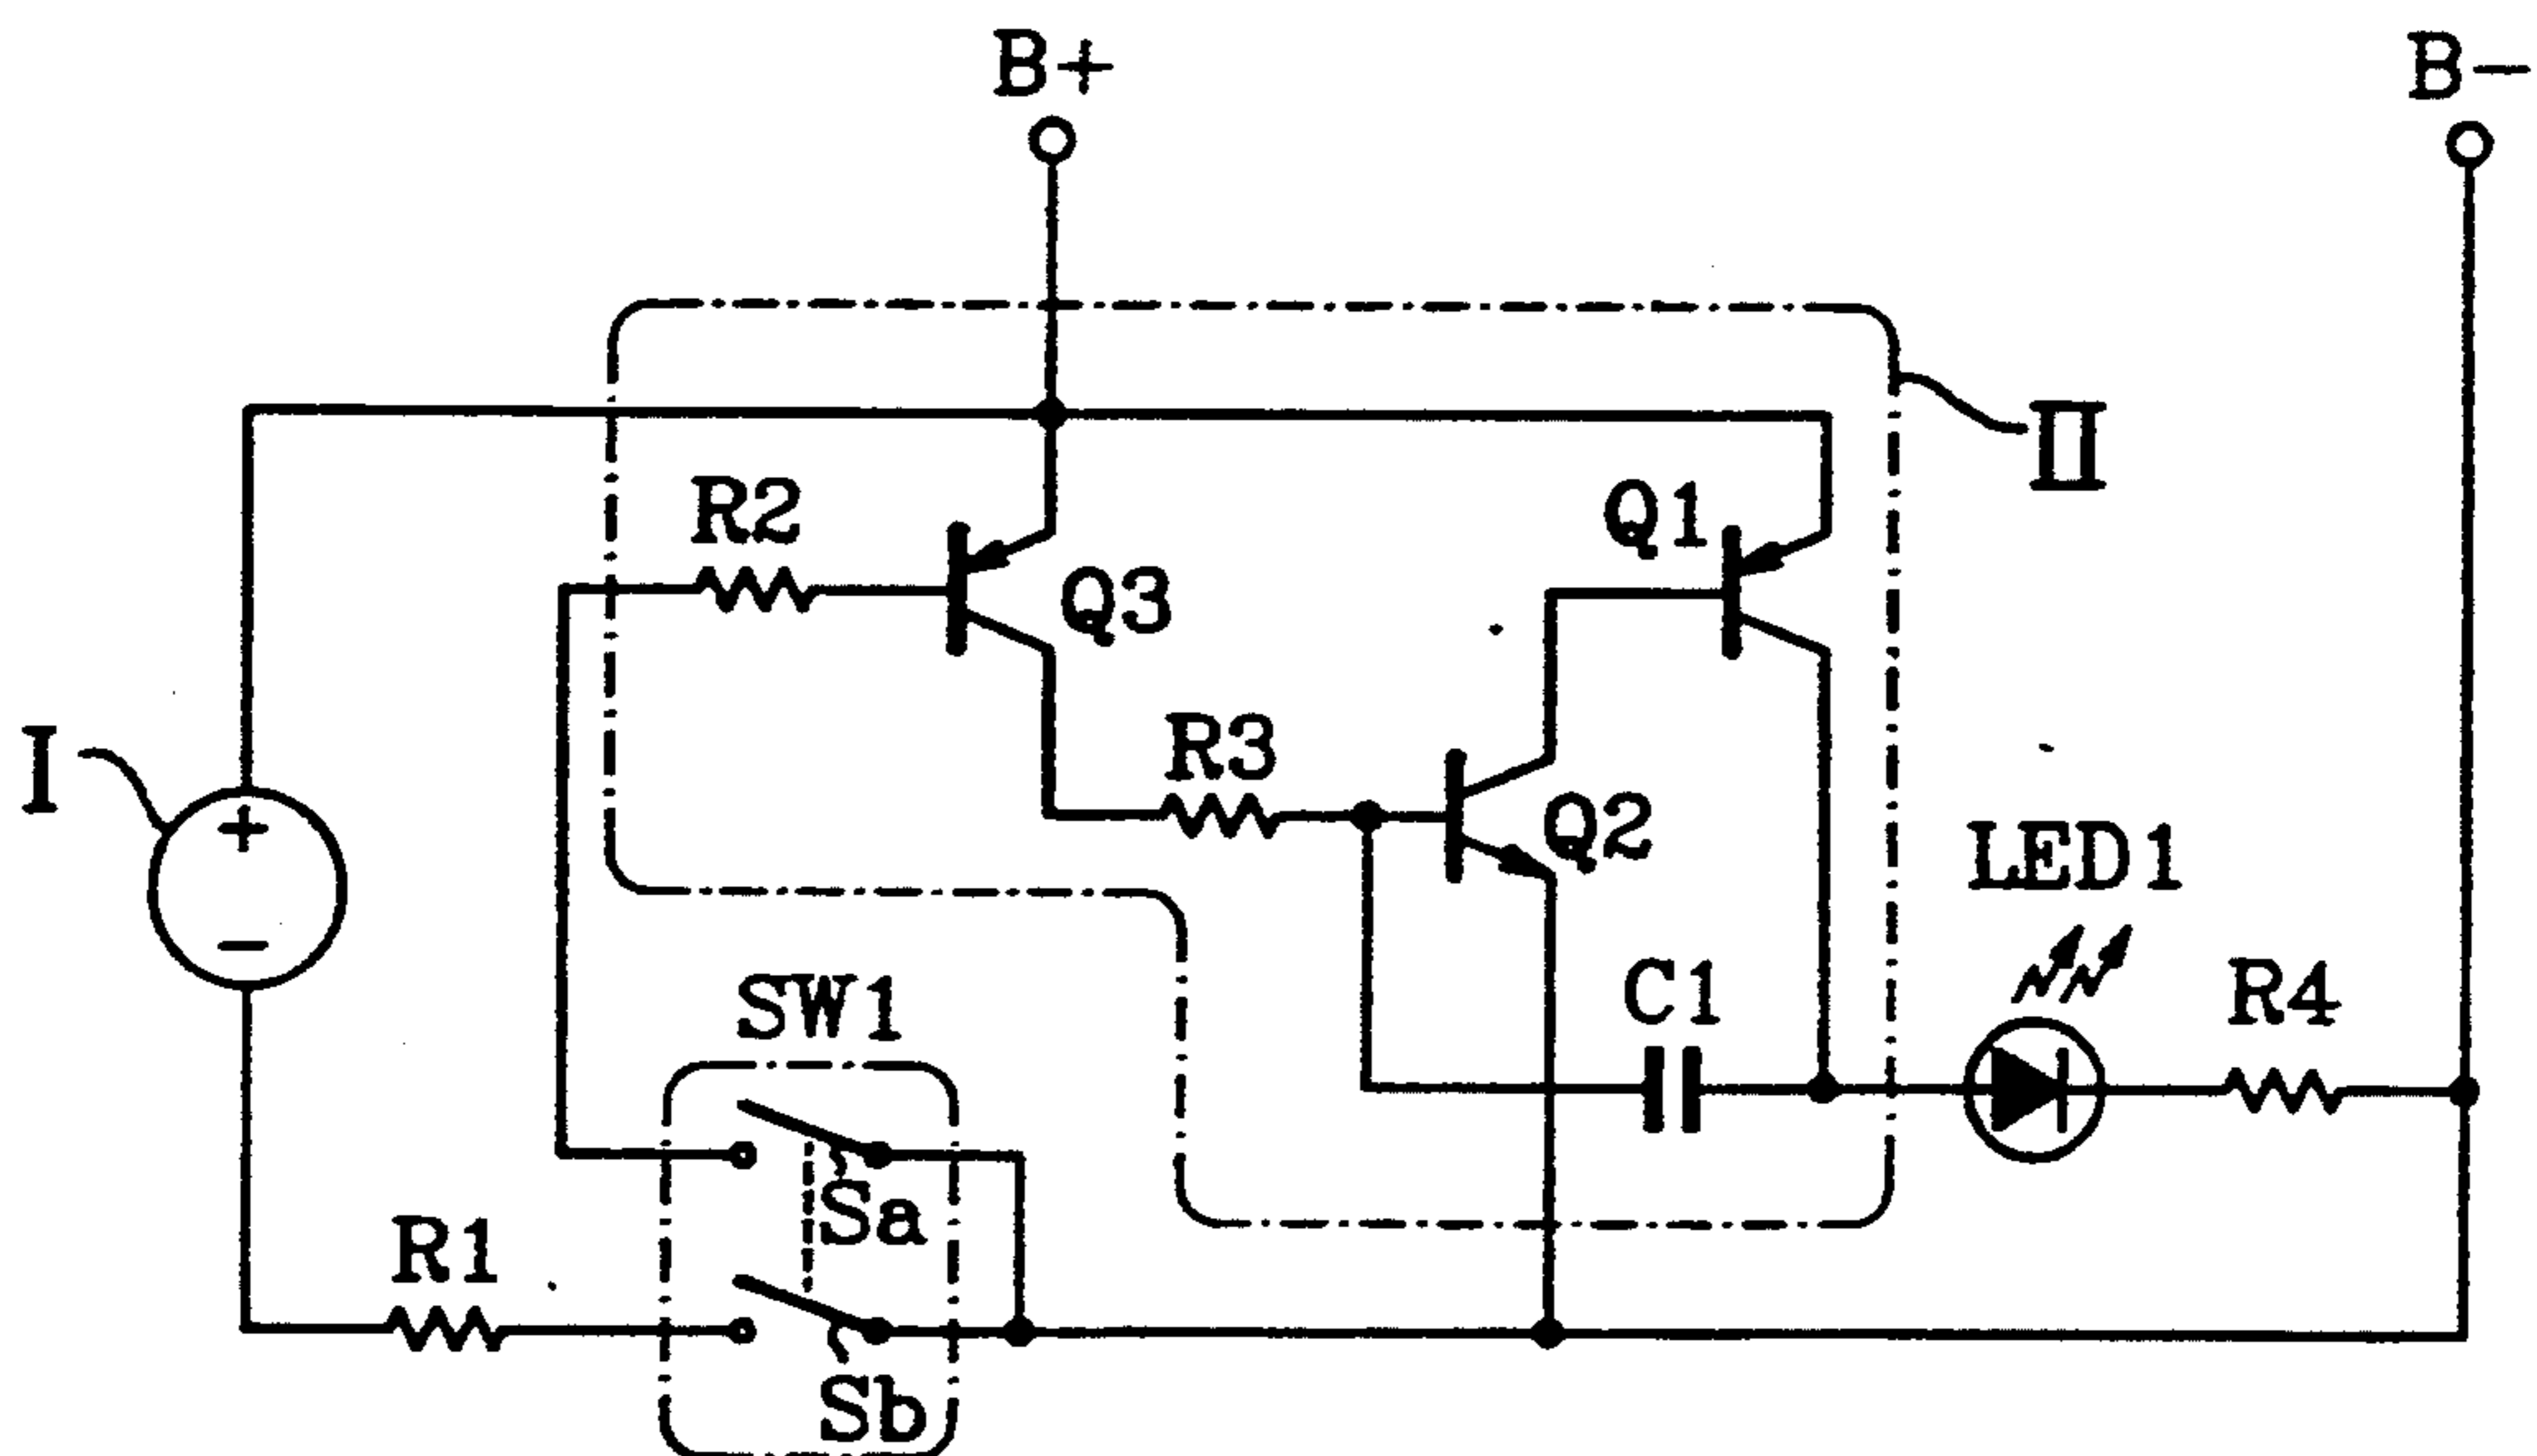 B+
B-
II
R2
Q1
Q3
I
R3
+
Q2
LED1
-
SW1
C1
R4
Sa
R1
Sb